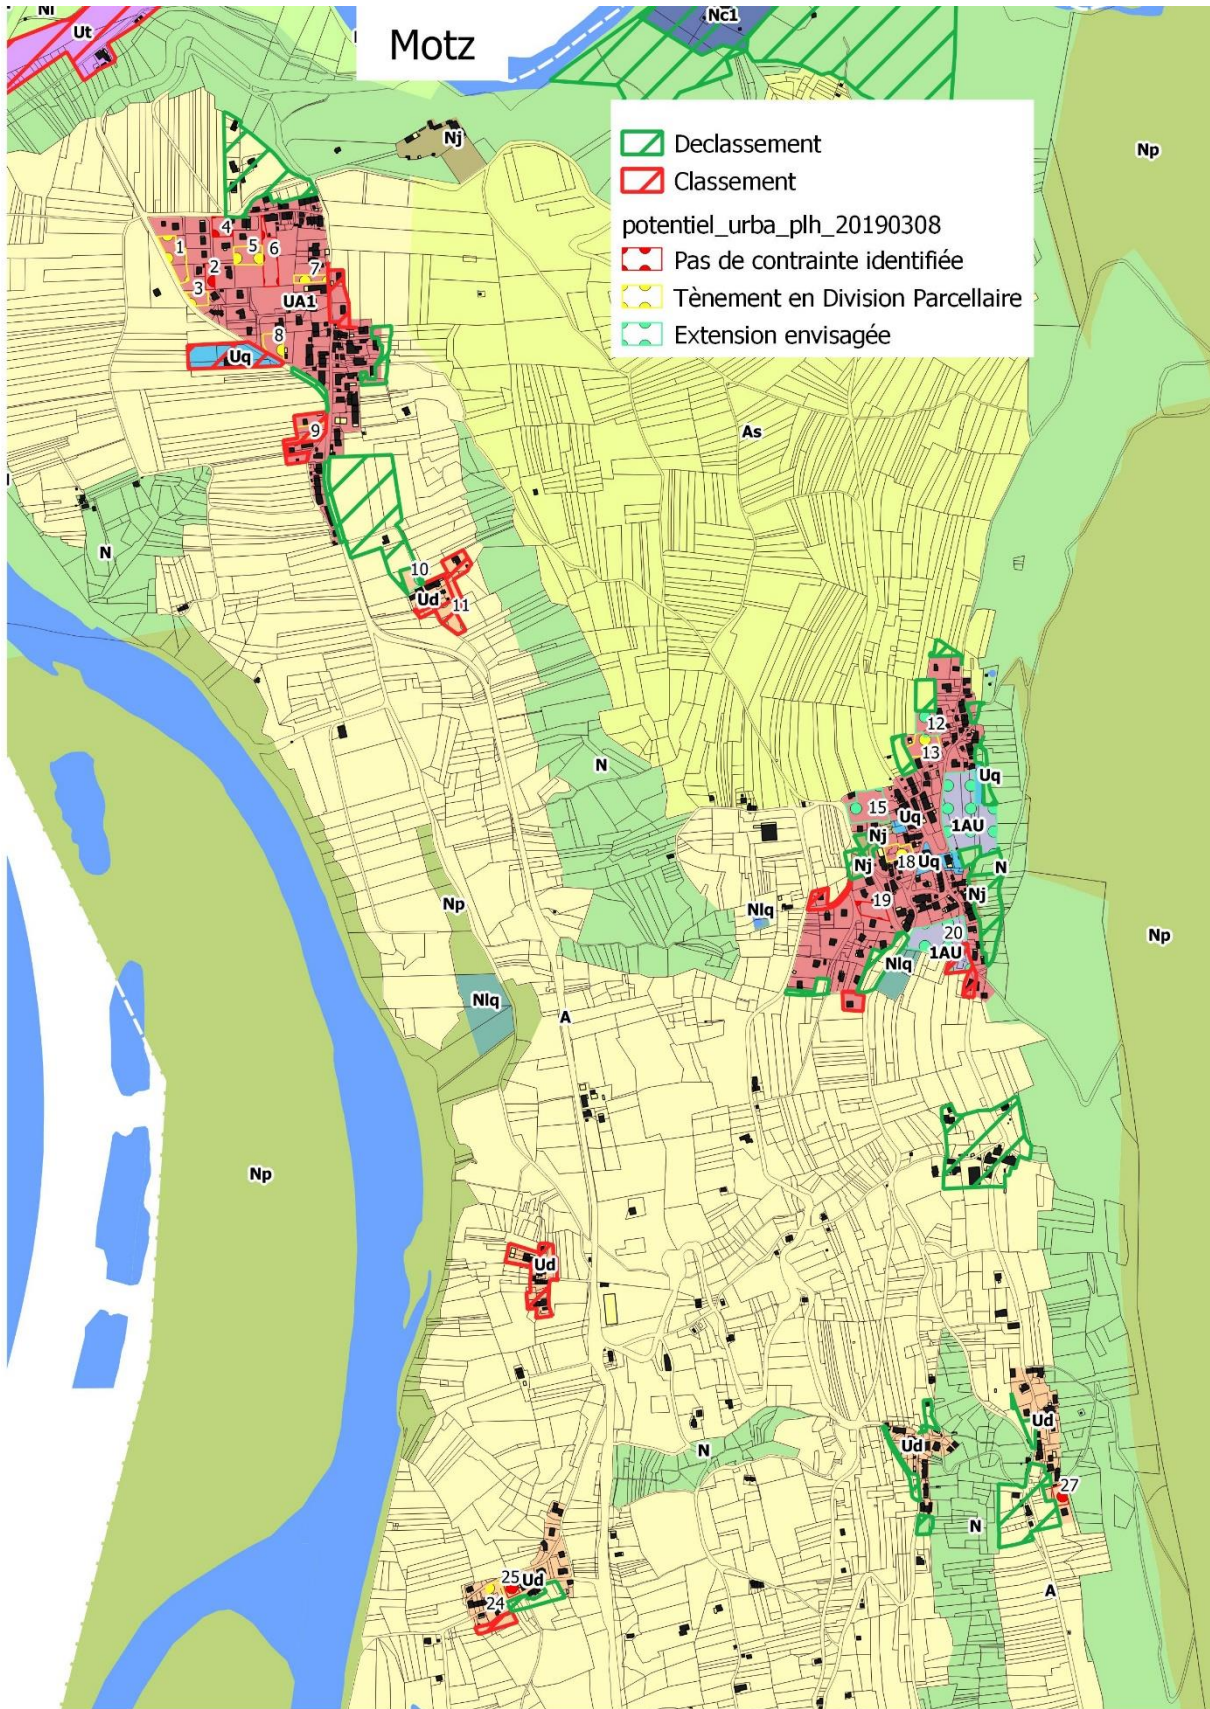 Nl
Ut
Nc1
Motz
Declassement
Classement
potentiel_urba_plh_20190308
Pas de contrainte identifiée
Tènement en Division Parcellaire
Extension envisagée
Nj
Np
4
1
5
6
2
7
3
UA1
8
Uq
9
As
N
10
Ud
11
12
13
N
Uq
15
Uq
1AU
Nj
18
Uq
Nj
N
Nj
Np
19
Nlq
20
Np
1AU
Nlq
Nlq
A
Np
Ud
Ud
Ud
N
27
N
25
Ud
24
A